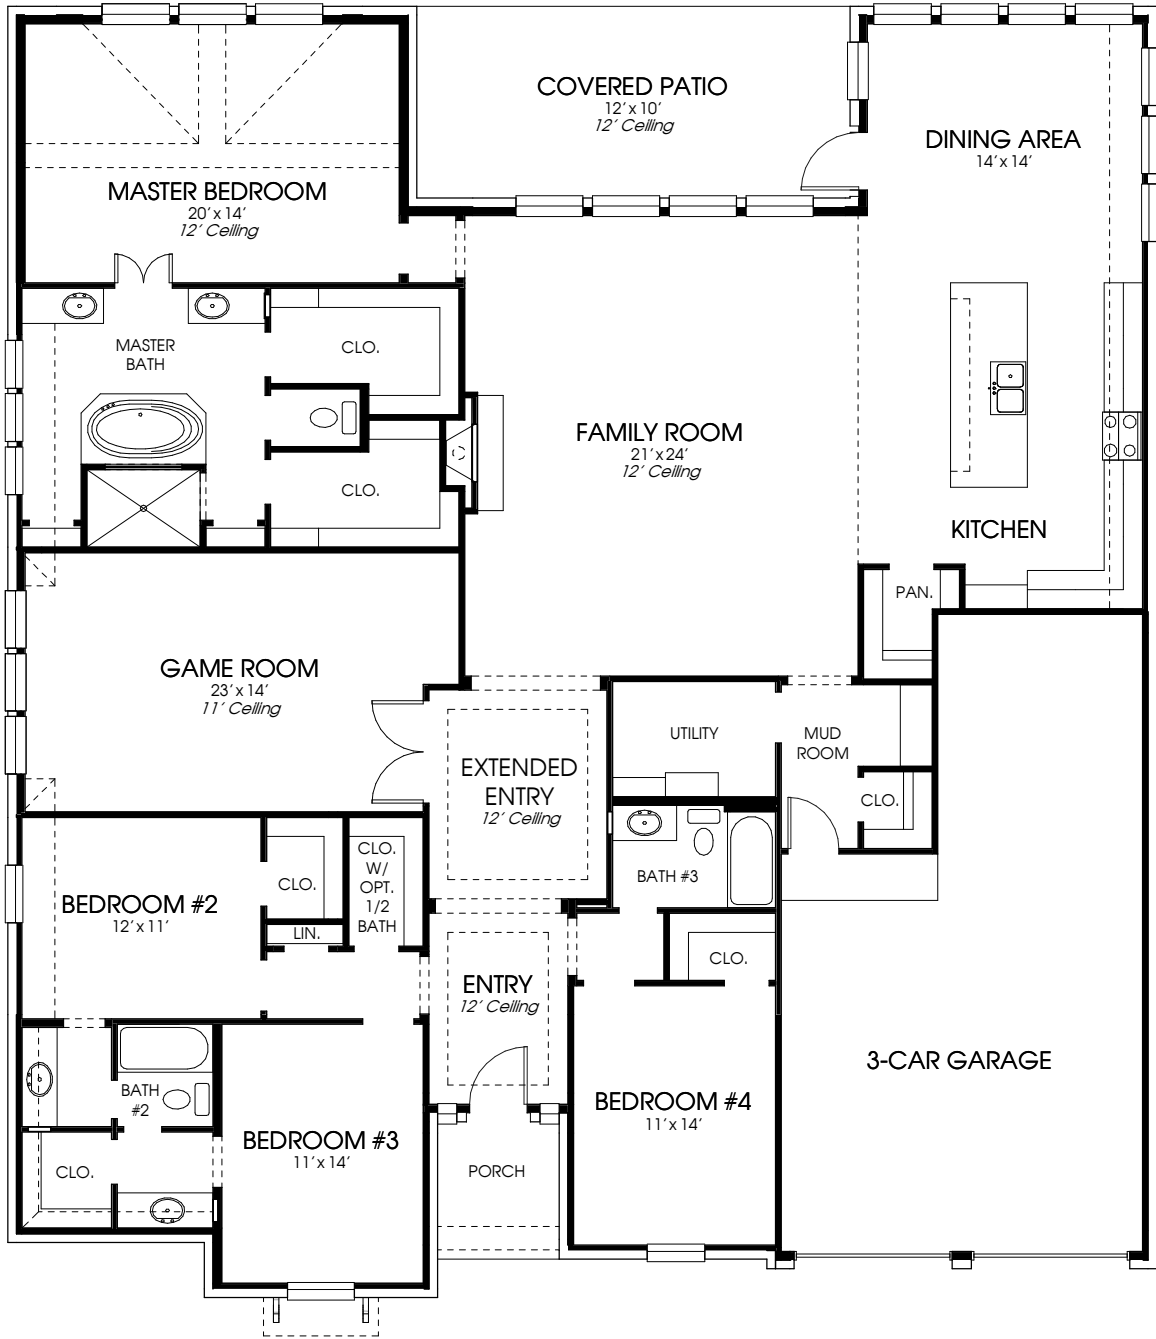 COVERED PATIO
12' x 10'
12' Ceiling
DINING AREA
14' x 14'
MASTER BEDROOM
20' x 14'
12' Ceiling
MASTER
BATH
CLO.
CLO.
FAMILY ROOM
21' x 24'
12' Ceiling
KITCHEN
PAN.
GAME ROOM
23' x 14'
11' Ceiling
EXTENDED
ENTRY
12' Ceiling
UTILITY
MUD
ROOM
CLO.
BEDROOM #2
12' x 11'
CLO.
LIN.
CLO.
W/
OPT.
1/2
BATH
BATH #3
CLO.
ENTRY
12' Ceiling
BATH
#2
CLO.
BEDROOM #3
11' x 14'
PORCH
BEDROOM #4
11' x 14'
3-CAR GARAGE